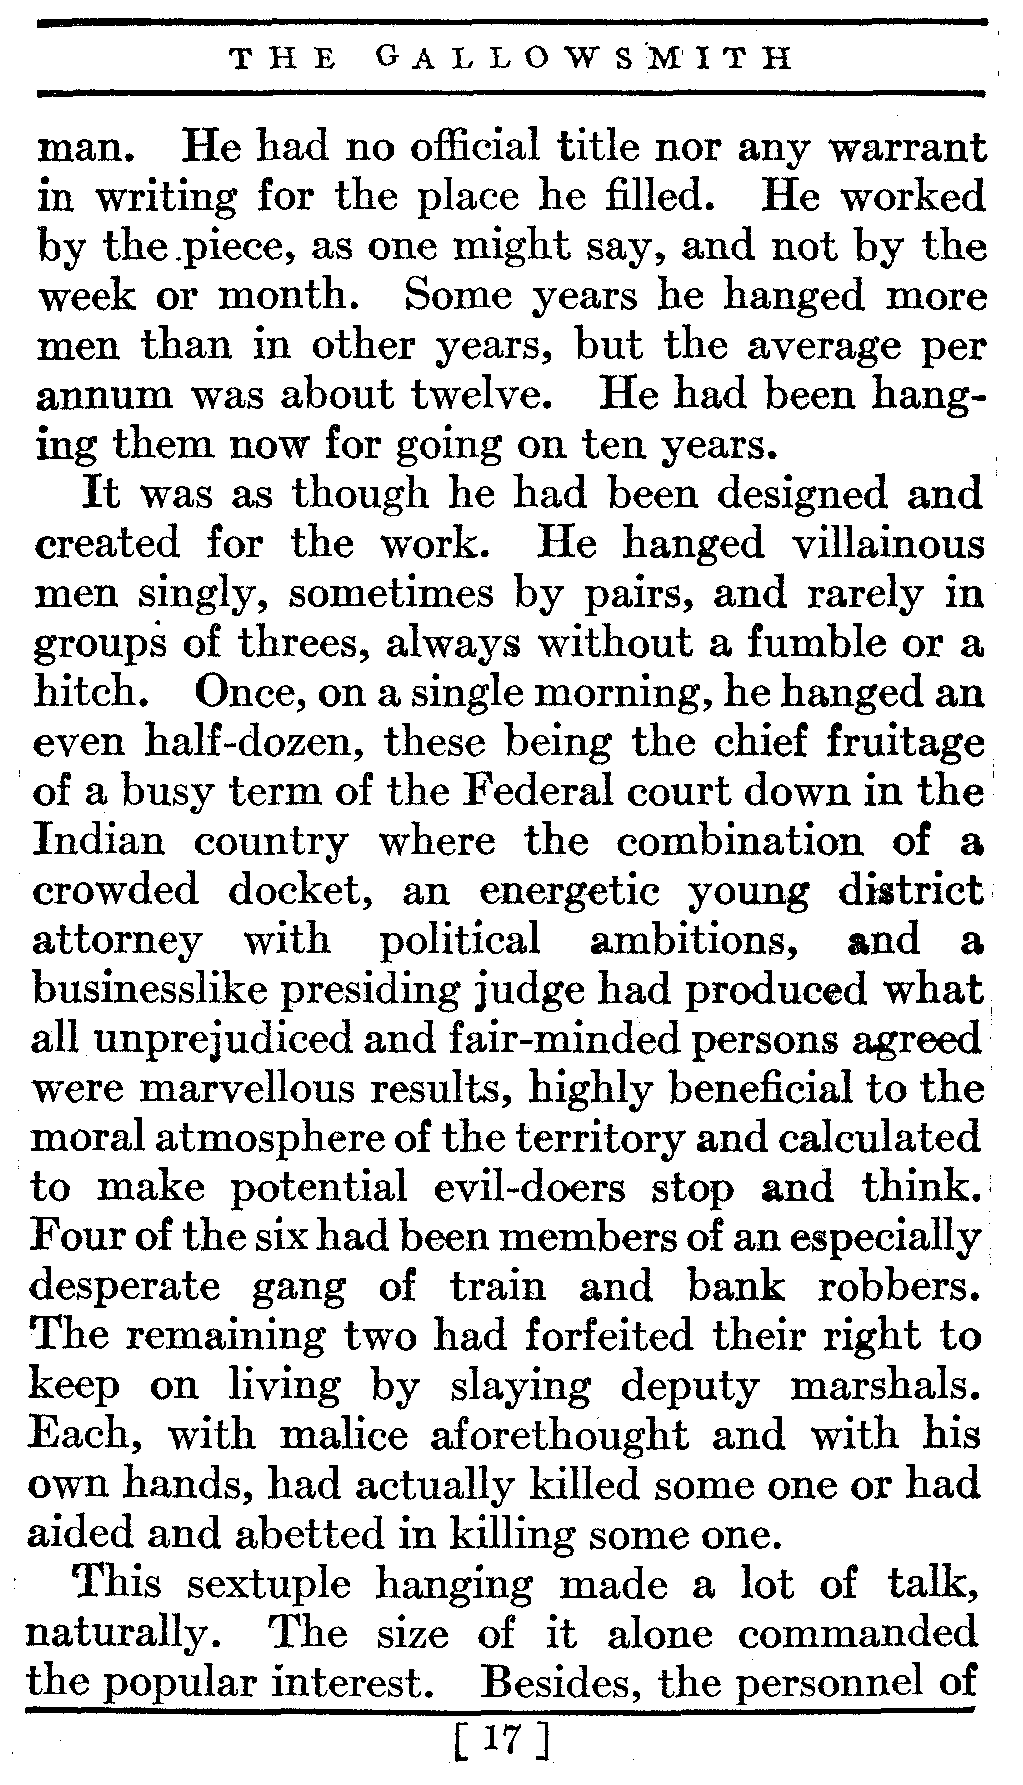 THE GALLOWSMITH
man. He had no official title nor any warrant
in writing for the place he filled. He worked
by the piece, as one might say, and not by the
week or month. Some years he hanged more
men than in other years, but the average per
annum was about twelve. He had been hang-
ing them now for going on ten years.
It was as though he had been designed and
created for the work. He hanged villainous
men singly, sometimes by pairs, and rarely in
groups of threes, always without a fumble or a
hitch. Once, on a single morning, he hanged an
even half-dozen, these being the chief fruitage
of a busy term of the Federal court down in the
Indian country where the combination of a
crowded docket, an energetic young district
attorney with political ambitions, and a
businesslike presiding judge had produced what
all unprejudiced and fair-minded persons agreed
were marvellous results, highly beneficial to the
moral atmosphere of the territory and calculated
to make potential evil-doers stop and think.
Four of the six had been members of an especially
desperate gang of train and bank robbers.
The remaining two had forfeited their right to
keep on living by slaying deputy marshals.
Each, with malice aforethought and with his
own hands, had actually killed some one or had
aided and abetted in killing some one.
This sextuple hanging made a lot of talk,
naturally. The size of it alone commanded
the popular interest. Besides, the personnel of
[ 17 ]